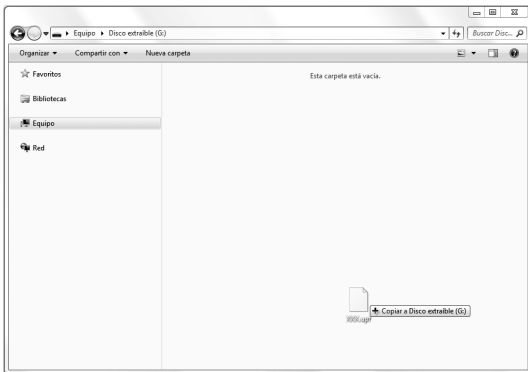 Equipo ▸ Disco extraíble (G:)
Buscar Disc...
Organizar
Compartir con
Nueva carpeta
Favoritos
Esta carpeta está vacía.
Bibliotecas
Equipo
Red
Copiar a Disco extraíble (G:)